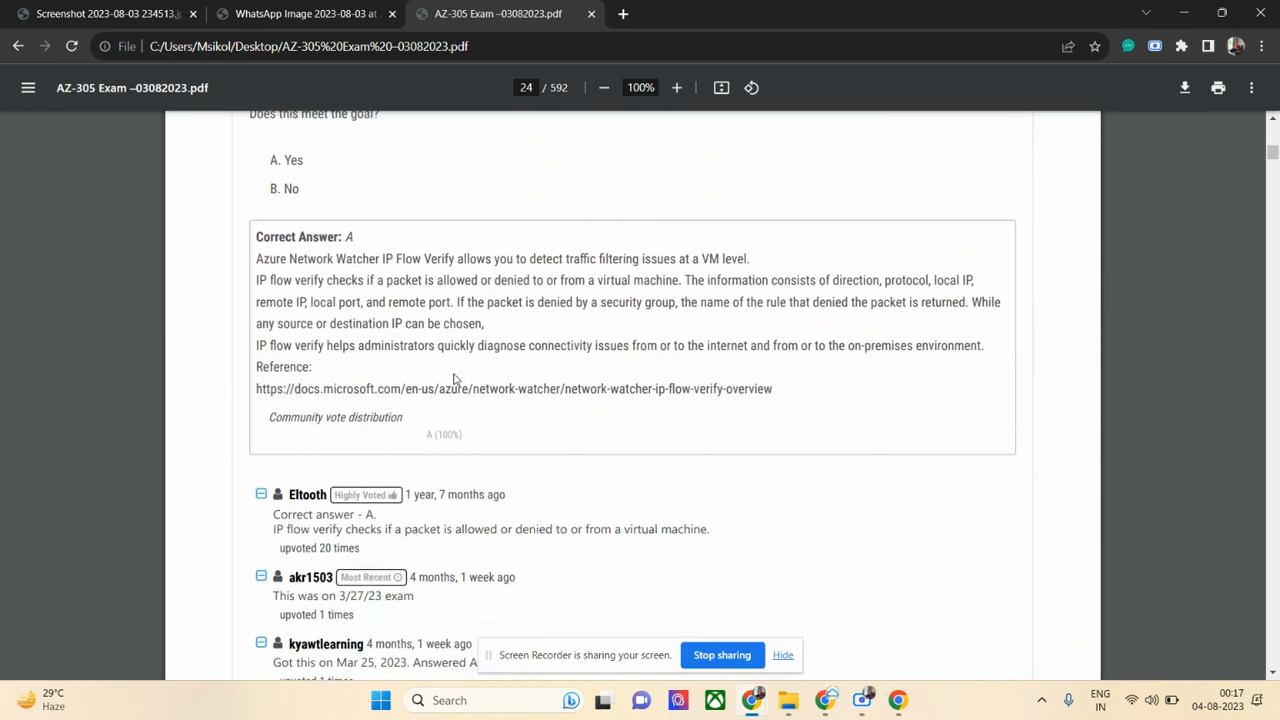 Screenshot 2023-08-03 234513.j
WhatsApp Image 2023-08-03 at
AZ-305 Exam –03082023.pdf
File
C:/Users/Msikol/Desktop/AZ-305%20Exam%20-03082023.pdf
AZ-305 Exam –03082023.pdf
24 / 592
100%
Does this meet the goal?
A. Yes
B. No
Correct Answer: A
Azure Network Watcher IP Flow Verify allows you to detect traffic filtering issues at a VM level.
IP flow verify checks if a packet is allowed or denied to or from a virtual machine. The information consists of direction, protocol, local IP,
remote IP, local port, and remote port. If the packet is denied by a security group, the name of the rule that denied the packet is returned. While
any source or destination IP can be chosen,
IP flow verify helps administrators quickly diagnose connectivity issues from or to the internet and from or to the on-premises environment.
Reference:
https://docs.microsoft.com/en-us/azure/network-watcher/network-watcher-ip-flow-verify-overview
Community vote distribution
A (100%)
Eltooth Highly Voted 1 year, 7 months ago
Correct answer - A.
IP flow verify checks if a packet is allowed or denied to or from a virtual machine.
upvoted 20 times
akr1503 Most Recent 4 months, 1 week ago
This was on 3/27/23 exam
upvoted 1 times
kyawtlearning 4 months, 1 week ago
Got this on Mar 25, 2023. Answered A
upvoted 1 times
Screen Recorder is sharing your screen.
Stop sharing
Hide
29°C
Haze
Search
ENG
IN
00:17
04-08-2023